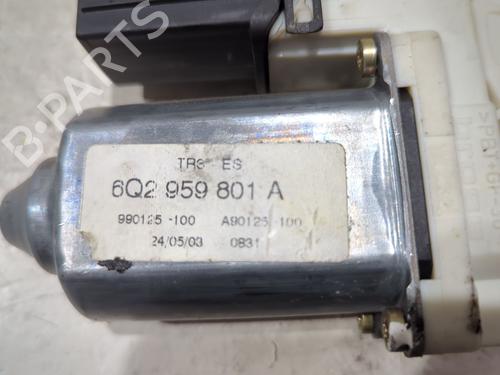 B-PARTS
TRS ES
6Q2 959 801 A
990125-100 A90125-100
24/05/03 0831